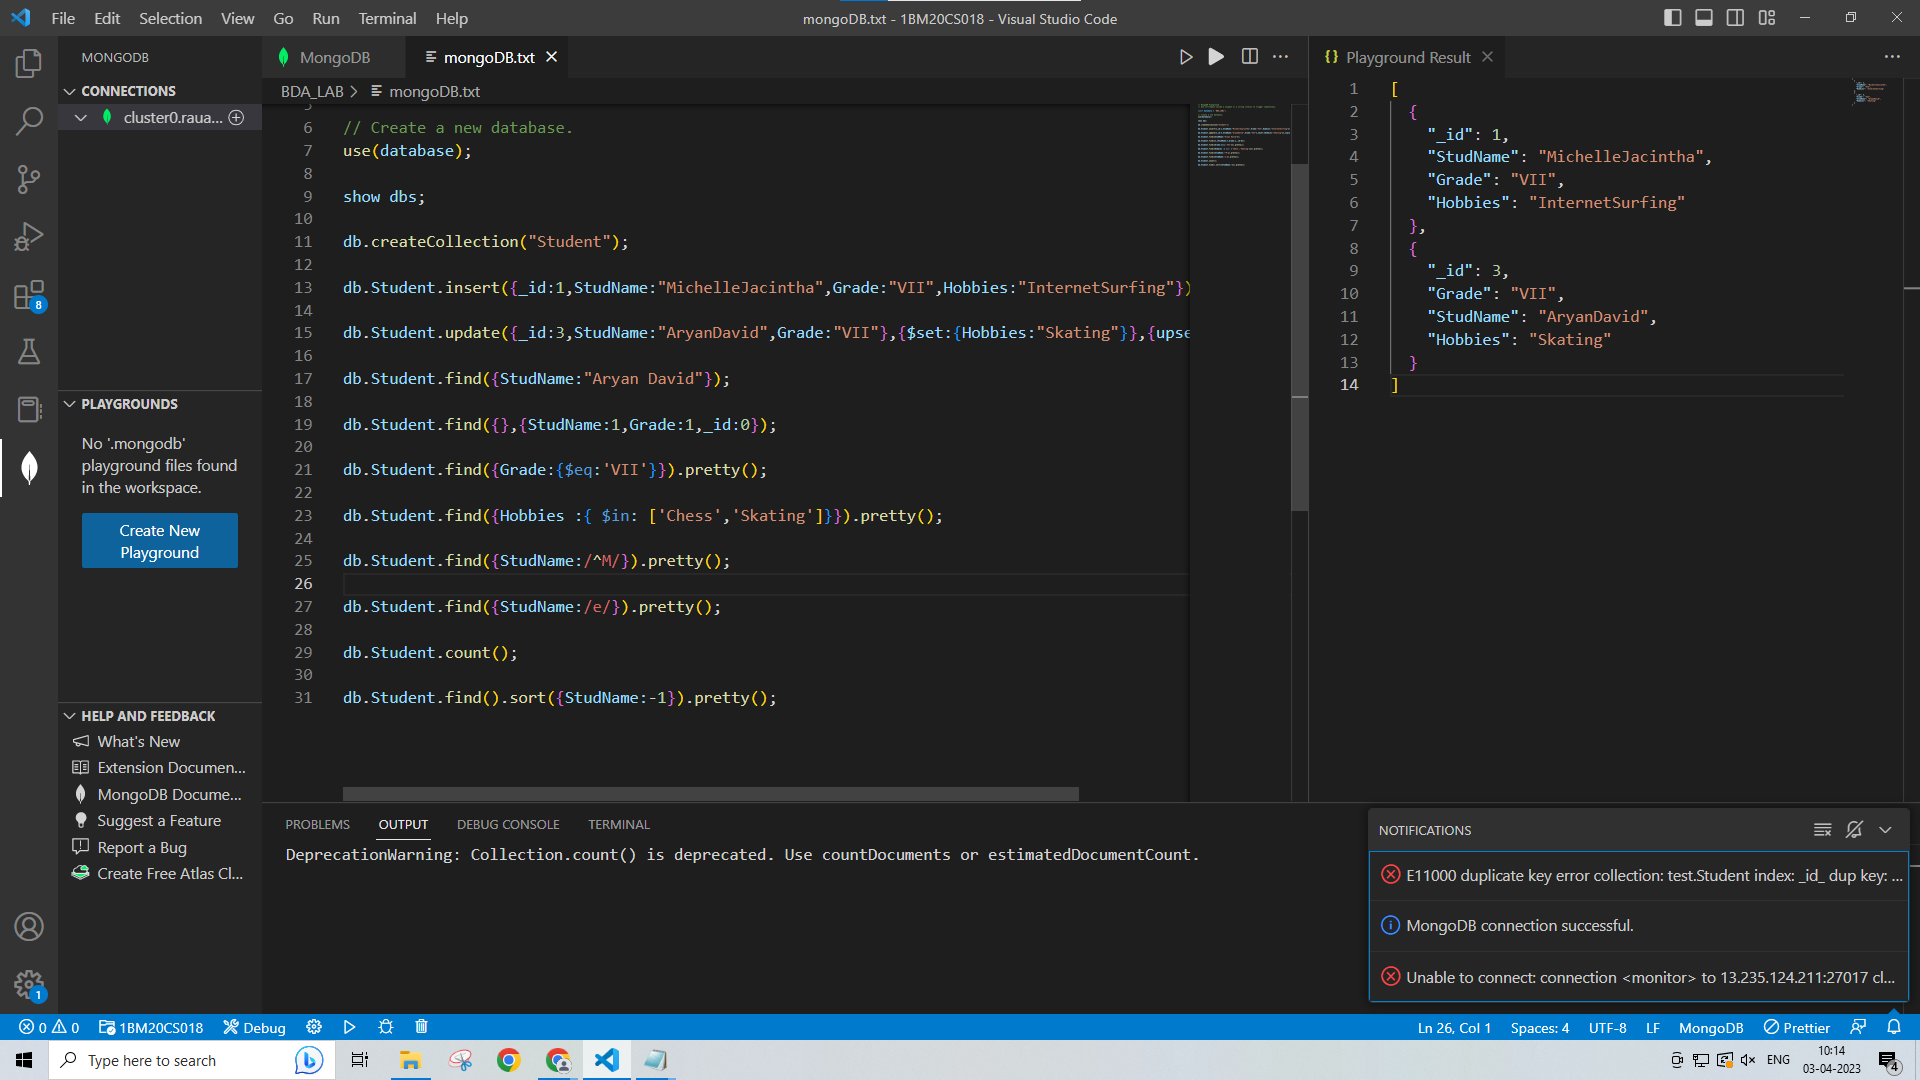 File Edit Selection View Go Run Terminal Help
mongoDB.txt - 1BM20CS018 - Visual Studio Code
MONGODB
CONNECTIONS
cluster0.raua...
PLAYGROUNDS
No '.mongodb'
playground files found
in the workspace.
Create New
Playground
HELP AND FEEDBACK
What's New
Extension Documen...
MongoDB Docume...
Suggest a Feature
Report a Bug
Create Free Atlas Cl...
8
1
MongoDB mongoDB.txt
BDA_LAB > mongoDB.txt
6 // Create a new database.
7 use(database);
8
9 show dbs;
10
11 db.createCollection("Student");
12
13 db.Student.insert({_id:1,StudName:"MichelleJacintha",Grade:"VII",Hobbies:"InternetSurfing"})
14
15 db.Student.update({_id:3,StudName:"AryanDavid",Grade:"VII"},{$set:{Hobbies:"Skating"}},{upse
16
17 db.Student.find({StudName:"Aryan David"});
18
19 db.Student.find({},{StudName:1,Grade:1,_id:0});
20
21 db.Student.find({Grade:{$eq:'VII'}}).pretty();
22
23 db.Student.find({Hobbies :{ $in: ['Chess','Skating']}}).pretty();
24
25 db.Student.find({StudName:/^M/}).pretty();
26
27 db.Student.find({StudName:/e/}).pretty();
28
29 db.Student.count();
30
31 db.Student.find().sort({StudName:-1}).pretty();
Playground Result
1 [
2 {
3 "_id": 1,
4 "StudName": "MichelleJacintha",
5 "Grade": "VII",
6 "Hobbies": "InternetSurfing"
7 },
8 {
9 "_id": 3,
10 "Grade": "VII",
11 "StudName": "AryanDavid",
12 "Hobbies": "Skating"
13 }
14 ]
PROBLEMS OUTPUT DEBUG CONSOLE TERMINAL
DeprecationWarning: Collection.count() is deprecated. Use countDocuments or estimatedDocumentCount.
NOTIFICATIONS
E11000 duplicate key error collection: test.Student index: _id_ dup key: ...
MongoDB connection successful.
Unable to connect: connection <monitor> to 13.235.124.211:27017 cl...
0 0 1BM20CS018 Debug
Ln 26, Col 1 Spaces: 4 UTF-8 LF MongoDB Prettier
Type here to search
ENG
10:14
03-04-2023
4